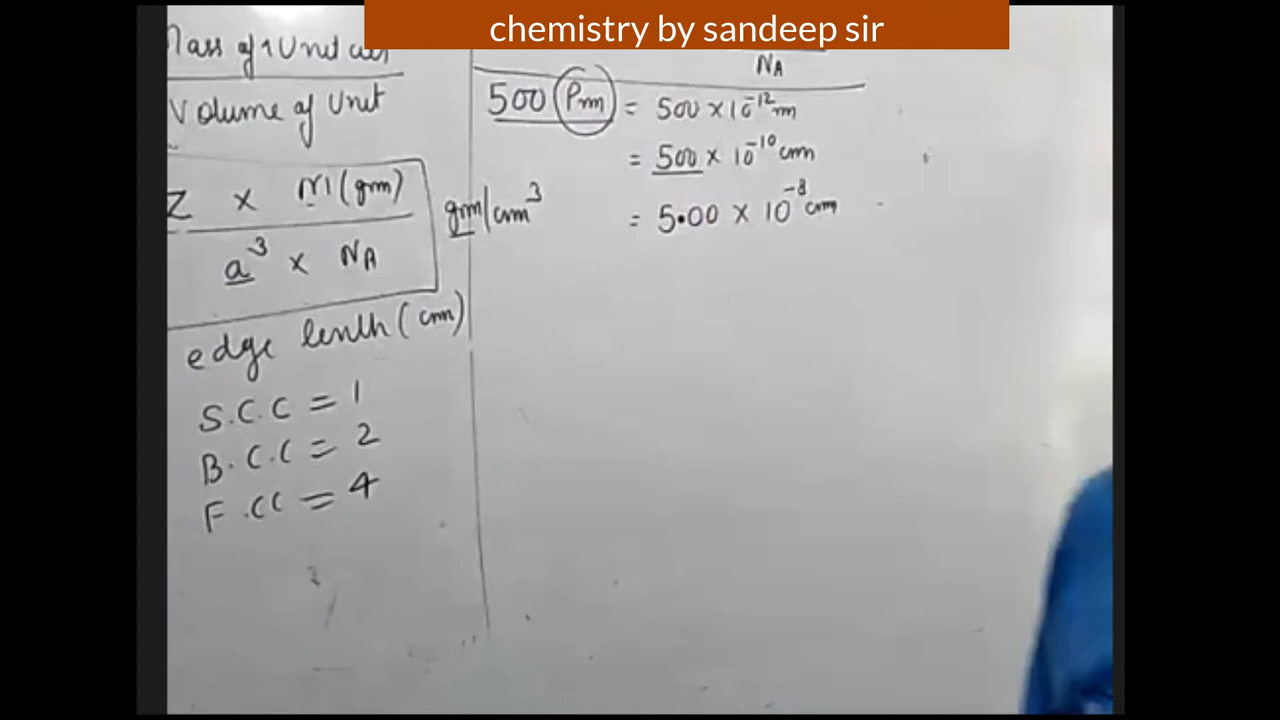 chemistry by sandeep sir
Mass of 1 Unit cell
Volume of Unit
Z × M (gm)
a³ × NA
gm/cm³
edge lenth (cm)
S.C.C = 1
B.C.C = 2
F.CC = 4
NA
500 Pm = 500 × 10⁻¹² m
= 500 × 10⁻¹⁰ cm
= 5.00 × 10⁻⁸ cm